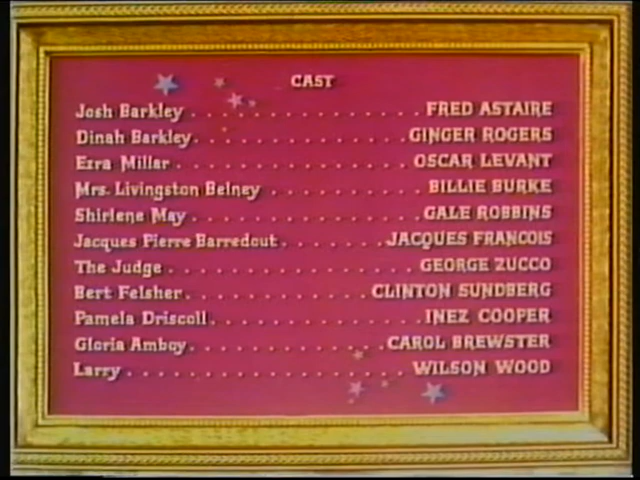 CAST
Josh Barkley . . . . . . . . . . . . . . . . . FRED ASTAIRE
Dinah Barkley. . . . . . . . . . . . . . . . GINGER ROGERS
Ezra Millar . . . . . . . . . . . . . . . . . OSCAR LEVANT
Mrs. Livingston Belney . . . . . . . . . . BILLIE BURKE
Shirlene May . . . . . . . . . . . . . . . . GALE ROBBINS
Jacques Pierre Barredout . . . . . . . JACQUES FRANCOIS
The Judge . . . . . . . . . . . . . . . . . GEORGE ZUCCO
Bert Felsher . . . . . . . . . . . . . CLINTON SUNDBERG
Pamela Driscoll . . . . . . . . . . . . . . INEZ COOPER
Gloria Amboy . . . . . . . . . . . . . CAROL BREWSTER
Larry . . . . . . . . . . . . . . . . . . . WILSON WOOD